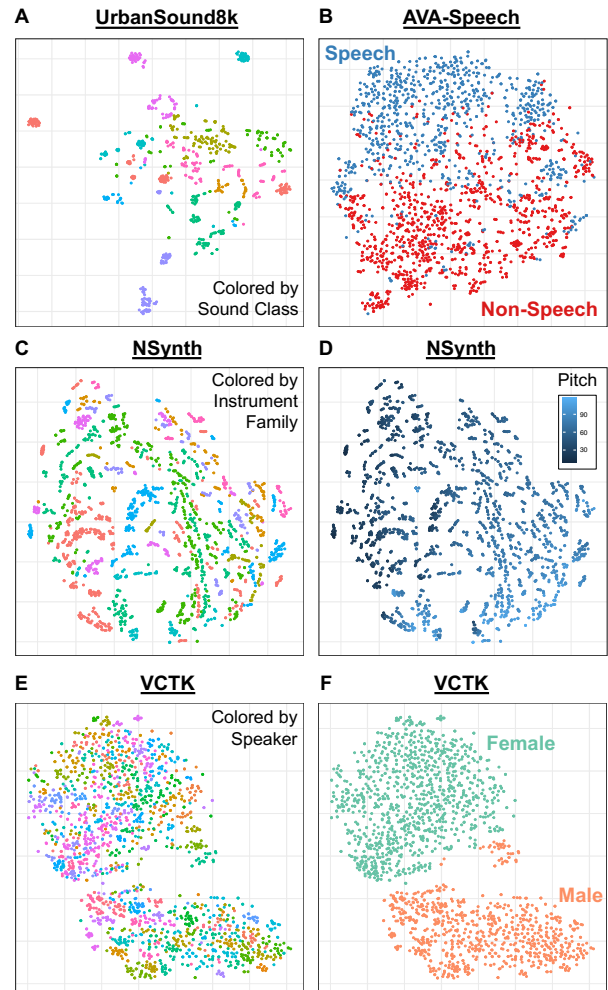 A UrbanSound8k
B AVA-Speech
Colored by
Sound Class
Speech
Non-Speech
C NSynth
D NSynth
Colored by
Instrument
Family
Pitch
90
60
30
E VCTK
F VCTK
Colored by
Speaker
Female
Male